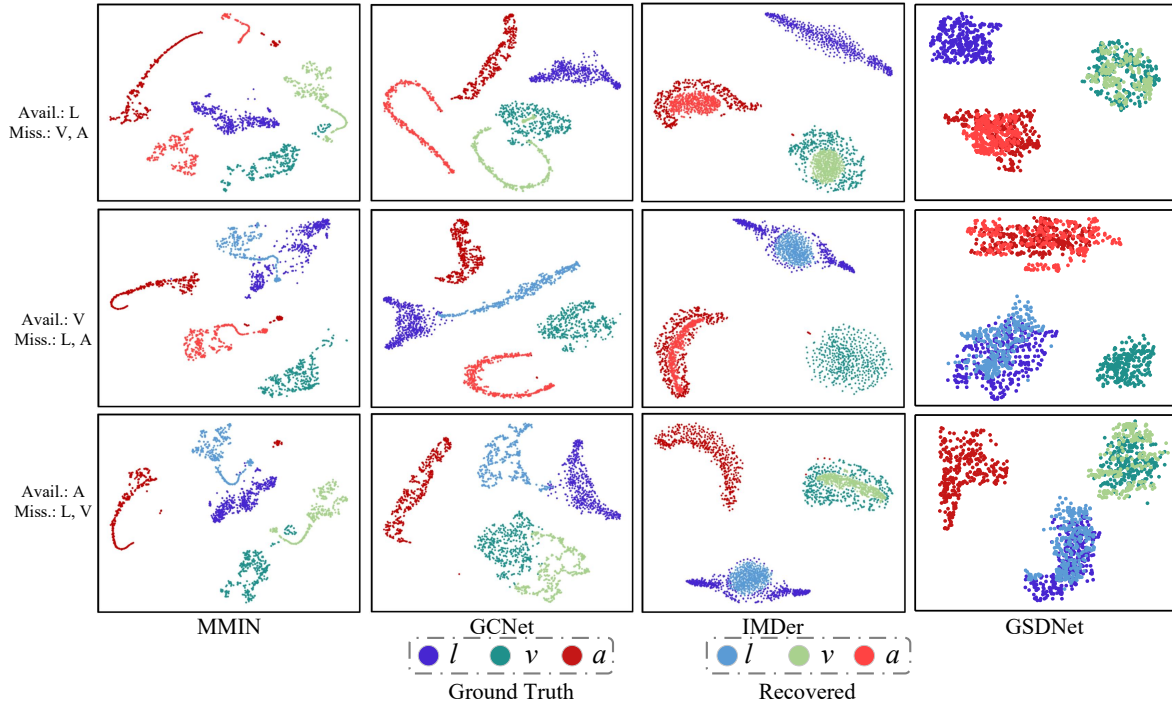 Avail.: L
Miss.: V, A
Avail.: V
Miss.: L, A
Avail.: A
Miss.: L, V
MMIN GCNet IMDer GSDNet
l v a l v a
Ground Truth Recovered